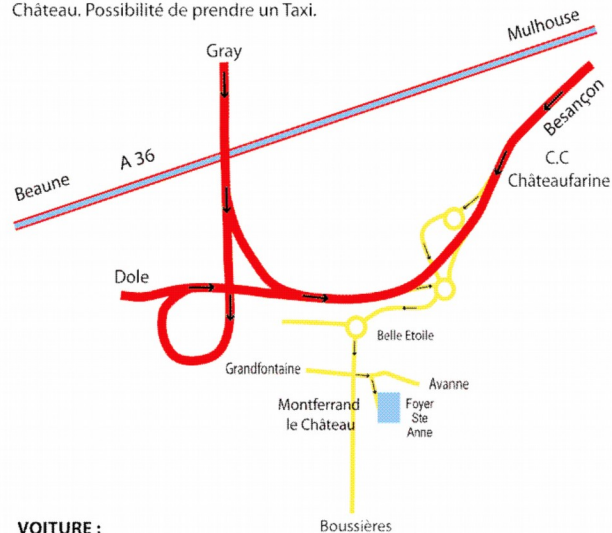 Château. Possibilité de prendre un Taxi.
Mulhouse
Gray
Besançon
A 36
C.C
Châteaufarine
Beaune
Dole
Belle Etoile
Grandfontaine
Avanne
Montferrand
le Château
Foyer
Ste
Anne
VOITURE :
Boussières